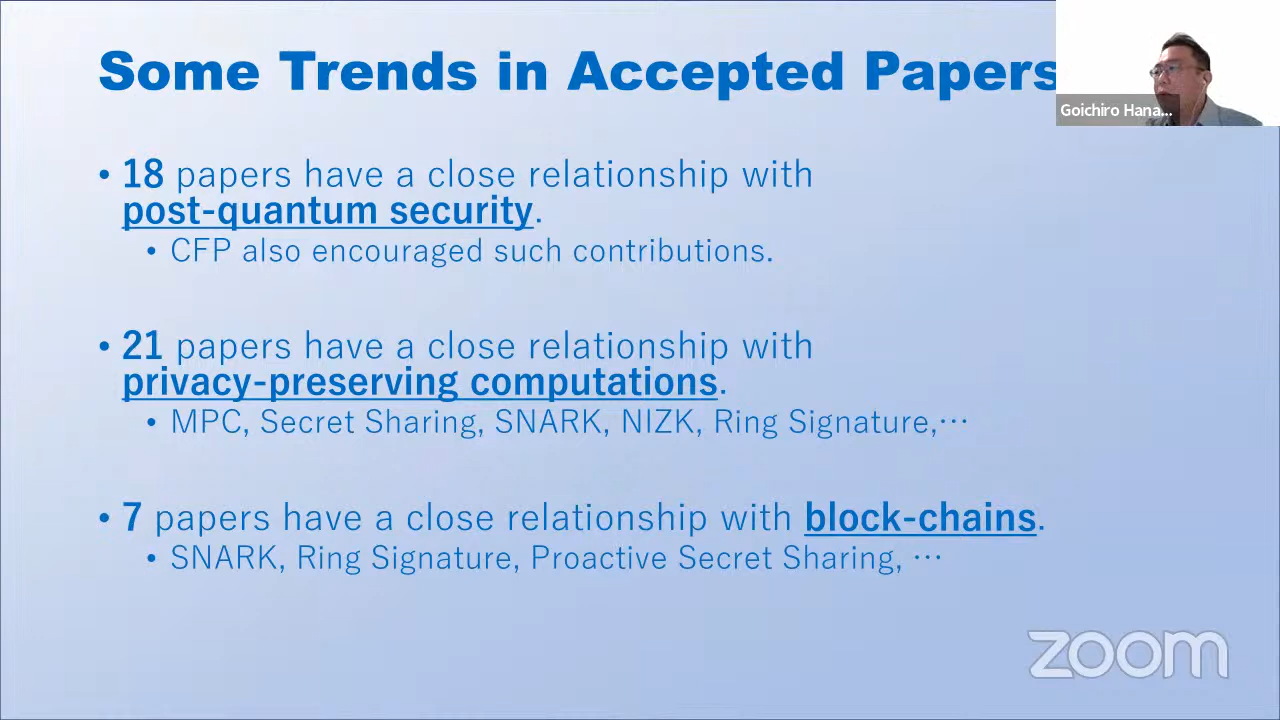 Some Trends in Accepted Papers
Goichiro Hana...
• 18 papers have a close relationship with
post-quantum security.
• CFP also encouraged such contributions.
• 21 papers have a close relationship with
privacy-preserving computations.
• MPC, Secret Sharing, SNARK, NIZK, Ring Signature,…
• 7 papers have a close relationship with block-chains.
• SNARK, Ring Signature, Proactive Secret Sharing, …
zoom